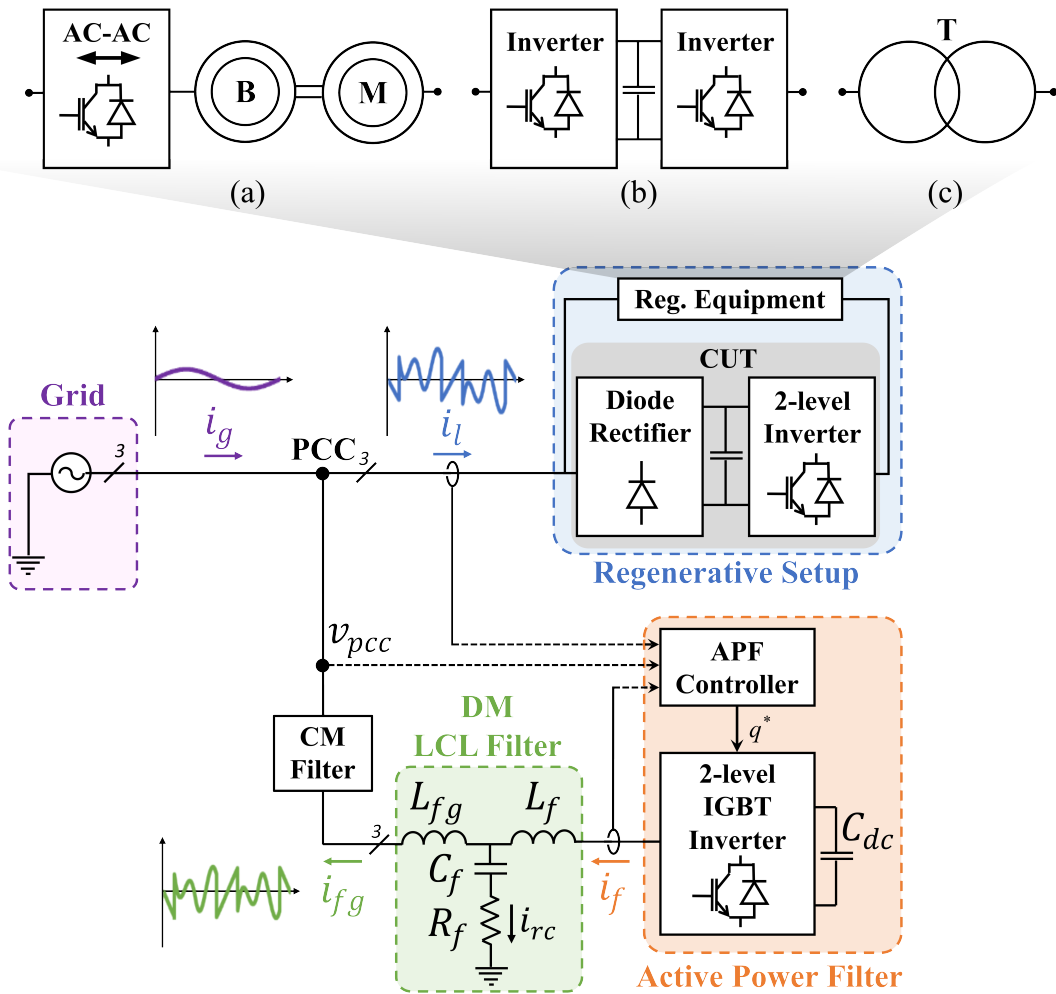 AC-AC
B
M
Inverter
Inverter
T
(a)
(b)
(c)
Reg. Equipment
CUT
Diode
Rectifier
2-level
Inverter
Regenerative Setup
Grid
3
i_g
PCC
3
i_l
v_pcc
CM
Filter
DM
LCL Filter
L_fg
L_f
C_f
R_f
i_rc
3
i_fg
i_f
APF
Controller
q*
2-level
IGBT
Inverter
C_dc
Active Power Filter